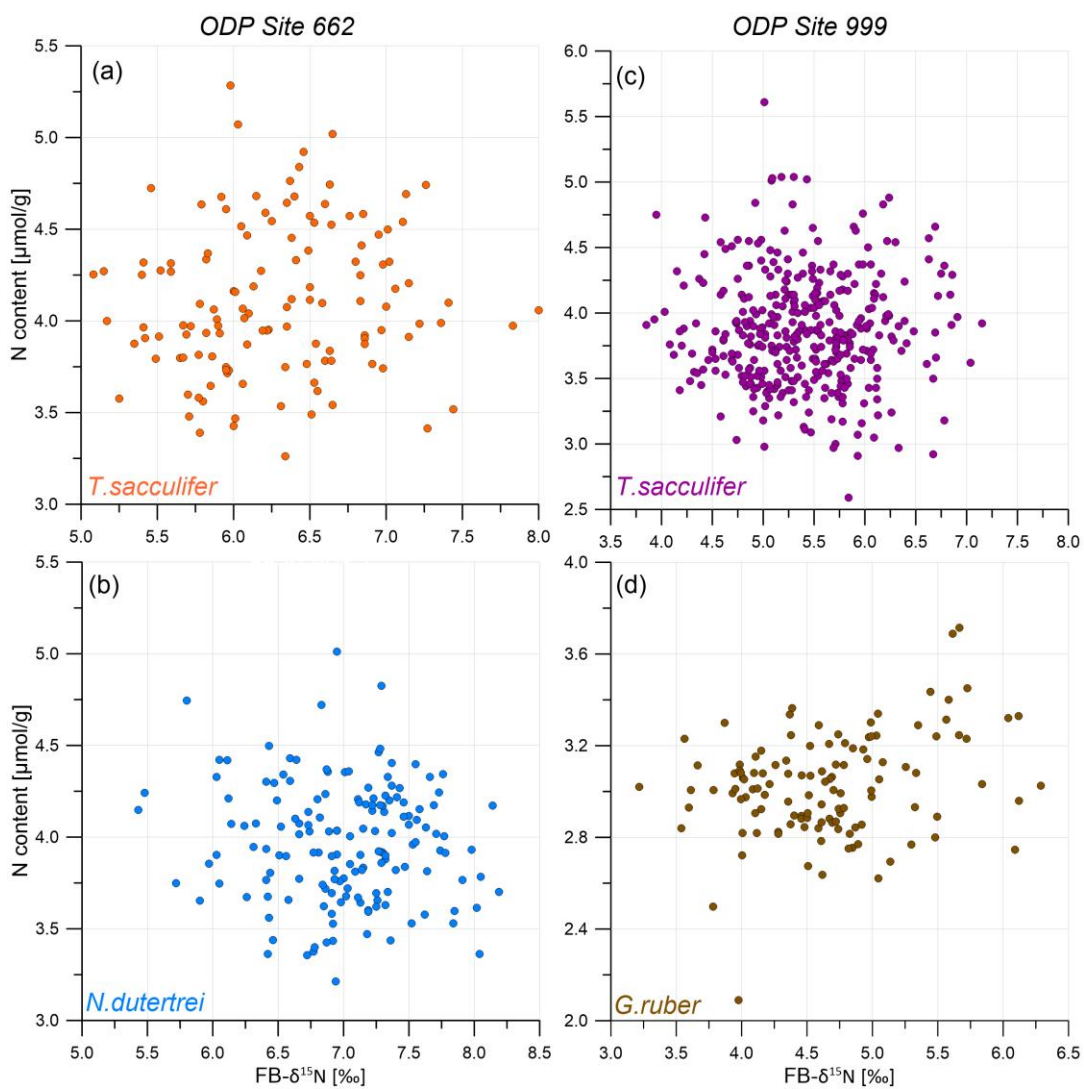 ODP Site 662
ODP Site 999
(a)
5.5
5.0
4.5
4.0
3.5
3.0
N content [µmol/g]
T.sacculifer
5.0 5.5 6.0 6.5 7.0 7.5 8.0
(c)
6.0
5.5
5.0
4.5
4.0
3.5
3.0
2.5
T.sacculifer
3.5 4.0 4.5 5.0 5.5 6.0 6.5 7.0 7.5 8.0
(b)
5.5
5.0
4.5
4.0
3.5
3.0
N content [µmol/g]
N.dutertrei
5.0 5.5 6.0 6.5 7.0 7.5 8.0 8.5
FB-δ¹⁵N [‰]
(d)
4.0
3.6
3.2
2.8
2.4
2.0
G.ruber
3.0 3.5 4.0 4.5 5.0 5.5 6.0 6.5
FB-δ¹⁵N [‰]